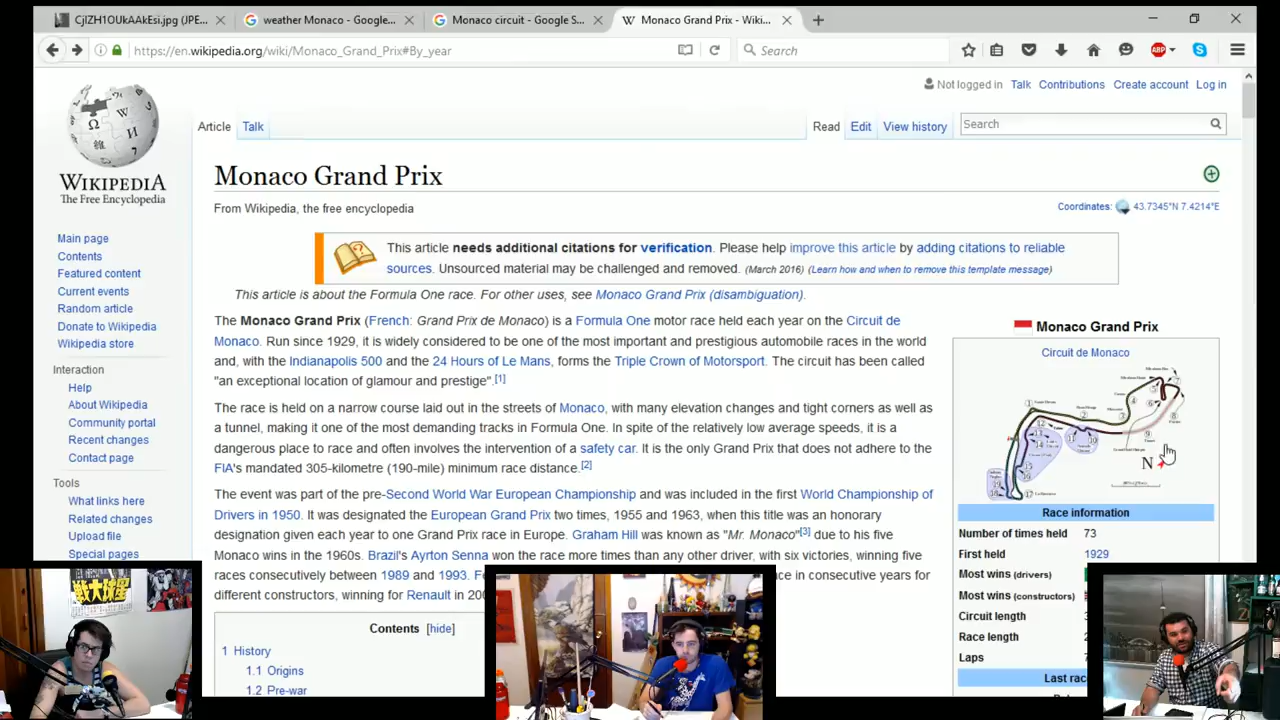 CjlZH1OUkAAkEsi.jpg (JPE...
weather Monaco - Google...
Monaco circuit - Google S...
Monaco Grand Prix - Wiki...
https://en.wikipedia.org/wiki/Monaco_Grand_Prix#By_year
Search
ABP
Not logged in Talk Contributions Create account Log in
Article Talk
Read Edit View history
Search
WIKIPEDIA
The Free Encyclopedia
Main page
Contents
Featured content
Current events
Random article
Donate to Wikipedia
Wikipedia store
Interaction
Help
About Wikipedia
Community portal
Recent changes
Contact page
Tools
What links here
Related changes
Upload file
Special pages
Monaco Grand Prix
From Wikipedia, the free encyclopedia
Coordinates: 43.7345°N 7.4214°E
This article needs additional citations for verification. Please help improve this article by adding citations to reliable
sources. Unsourced material may be challenged and removed. (March 2016) (Learn how and when to remove this template message)
This article is about the Formula One race. For other uses, see Monaco Grand Prix (disambiguation).
The Monaco Grand Prix (French: Grand Prix de Monaco) is a Formula One motor race held each year on the Circuit de
Monaco. Run since 1929, it is widely considered to be one of the most important and prestigious automobile races in the world
and, with the Indianapolis 500 and the 24 Hours of Le Mans, forms the Triple Crown of Motorsport. The circuit has been called
"an exceptional location of glamour and prestige".[1]
The race is held on a narrow course laid out in the streets of Monaco, with many elevation changes and tight corners as well as
a tunnel, making it one of the most demanding tracks in Formula One. In spite of the relatively low average speeds, it is a
dangerous place to race and often involves the intervention of a safety car. It is the only Grand Prix that does not adhere to the
FIA's mandated 305-kilometre (190-mile) minimum race distance.[2]
The event was part of the pre-Second World War European Championship and was included in the first World Championship of
Drivers in 1950. It was designated the European Grand Prix two times, 1955 and 1963, when this title was an honorary
designation given each year to one Grand Prix race in Europe. Graham Hill was known as "Mr. Monaco"[3] due to his five
Monaco wins in the 1960s. Brazil's Ayrton Senna won the race more times than any other driver, with six victories, winning five
races consecutively between 1989 and 1993. ce in consecutive years for
different constructors, winning for Renault in
Contents [hide]
1 History
1.1 Origins
1.2 Pre-war
Monaco Grand Prix
Circuit de Monaco
N
Race information
Number of times held 73
First held 1929
Most wins (drivers)
Most wins (constructors)
Circuit length
Race length
Laps
Last
戦大球星